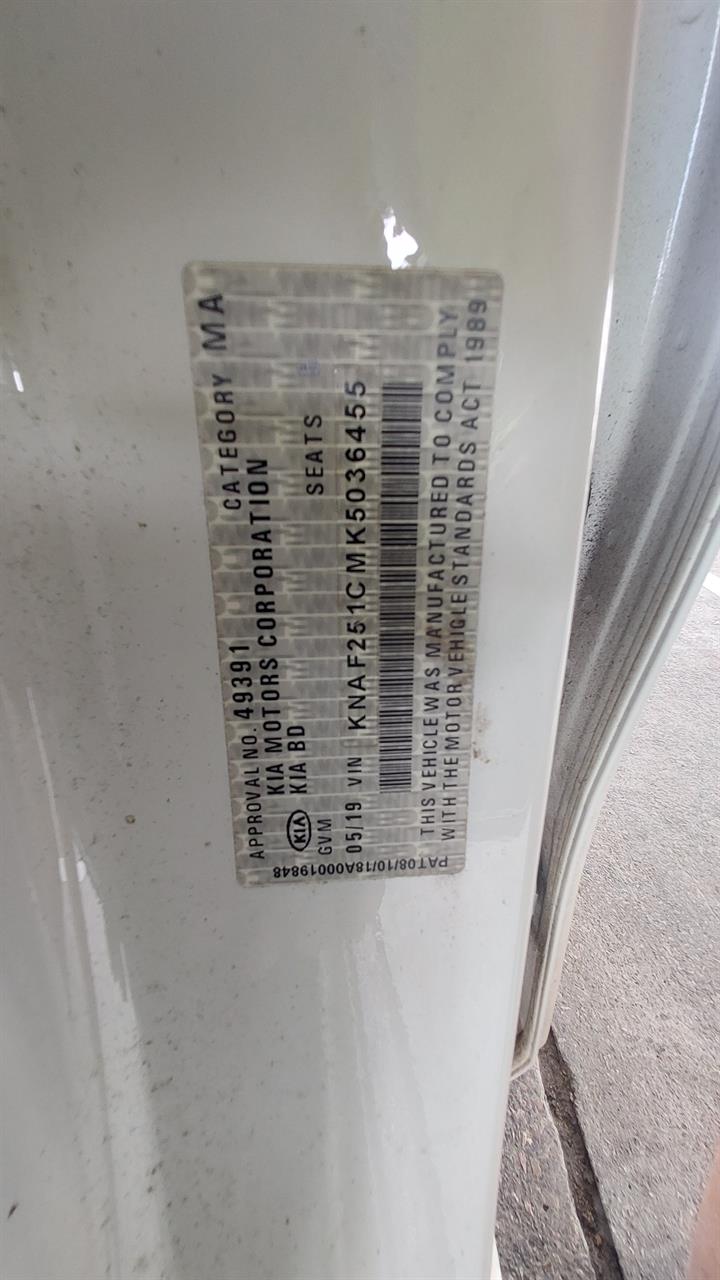 APPROVAL NO. 49391 CATEGORY MA
KIA MOTORS CORPORATION
KIA KIA BD
GVM SEATS
05/19 VIN KNAF251CMK5036455
THIS VEHICLE WAS MANUFACTURED TO COMPLY
WITH THE MOTOR VEHICLE STANDARDS ACT 1989
PAT08/10/18A00019848